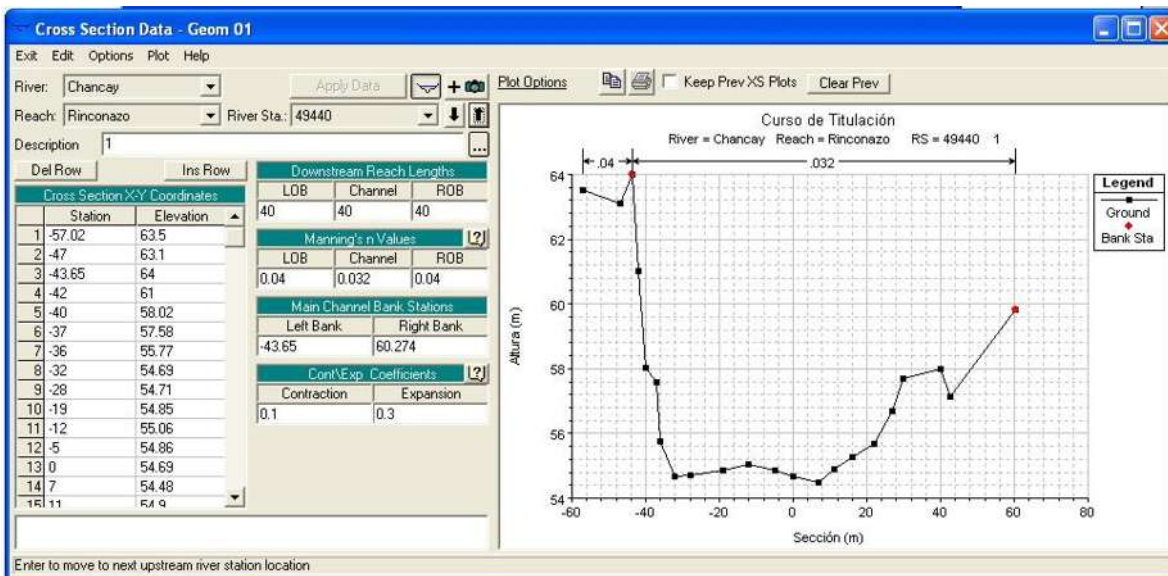 Cross Section Data - Geom 01
Exit Edit Options Plot Help
River: Chancay Apply Data
Reach: Rinconazo River Sta.: 49440
Description 1 ...
Del Row Ins Row
Cross Section X-Y Coordinates
Station Elevation
1 -57.02 63.5
2 -47 63.1
3 -43.65 64
4 -42 61
5 -40 58.02
6 -37 57.58
7 -36 55.77
8 -32 54.69
9 -28 54.71
10 -19 54.85
11 -12 55.06
12 -5 54.86
13 0 54.69
14 7 54.48
15 11 54.9
Downstream Reach Lengths
LOB Channel ROB
40 40 40
Manning's n Values
LOB Channel ROB
0.04 0.032 0.04
Main Channel Bank Stations
Left Bank Right Bank
-43.65 60.274
Cont\Exp Coefficients
Contraction Expansion
0.1 0.3
Plot Options Keep Prev XS Plots Clear Prev
Curso de Titulación
River = Chancay Reach = Rinconazo RS = 49440 1
.04 .032
64
62
60
58
56
54
-60 -40 -20 0 20 40 60 80
Altura (m)
Sección (m)
Legend
Ground
Bank Sta
Enter to move to next upstream river station location